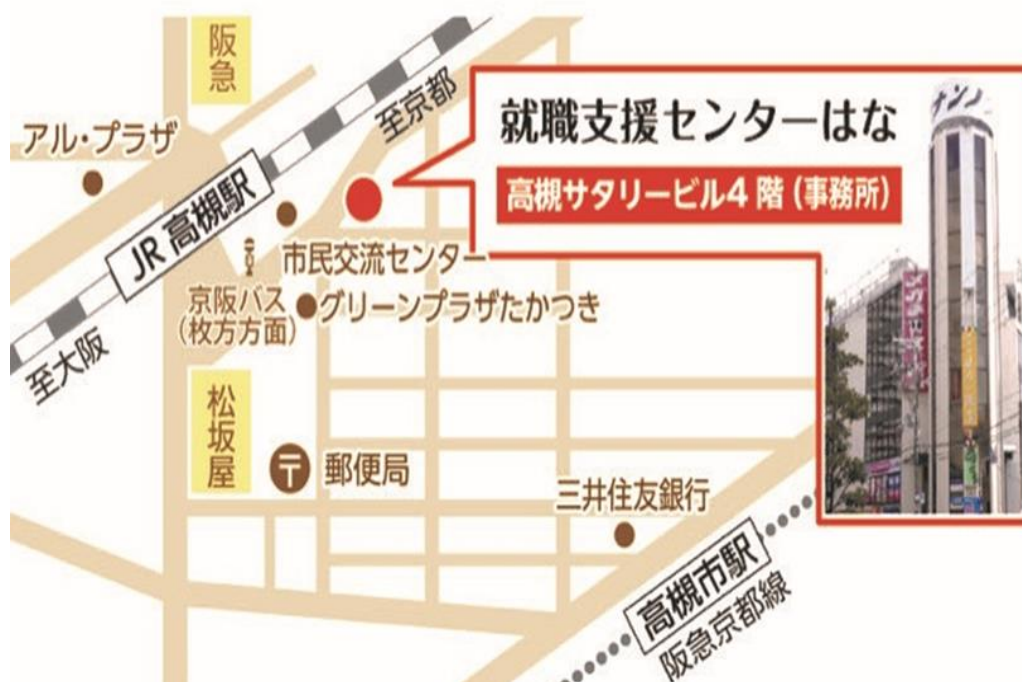 阪急
アル・プラザ
至京都
就職支援センターはな
高槻サタリービル4階(事務所)
JR高槻駅
市民交流センター
京阪バス
(枚方方面)
グリーンプラザたかつき
至大阪
松坂屋
〒
郵便局
三井住友銀行
高槻市駅
阪急京都線